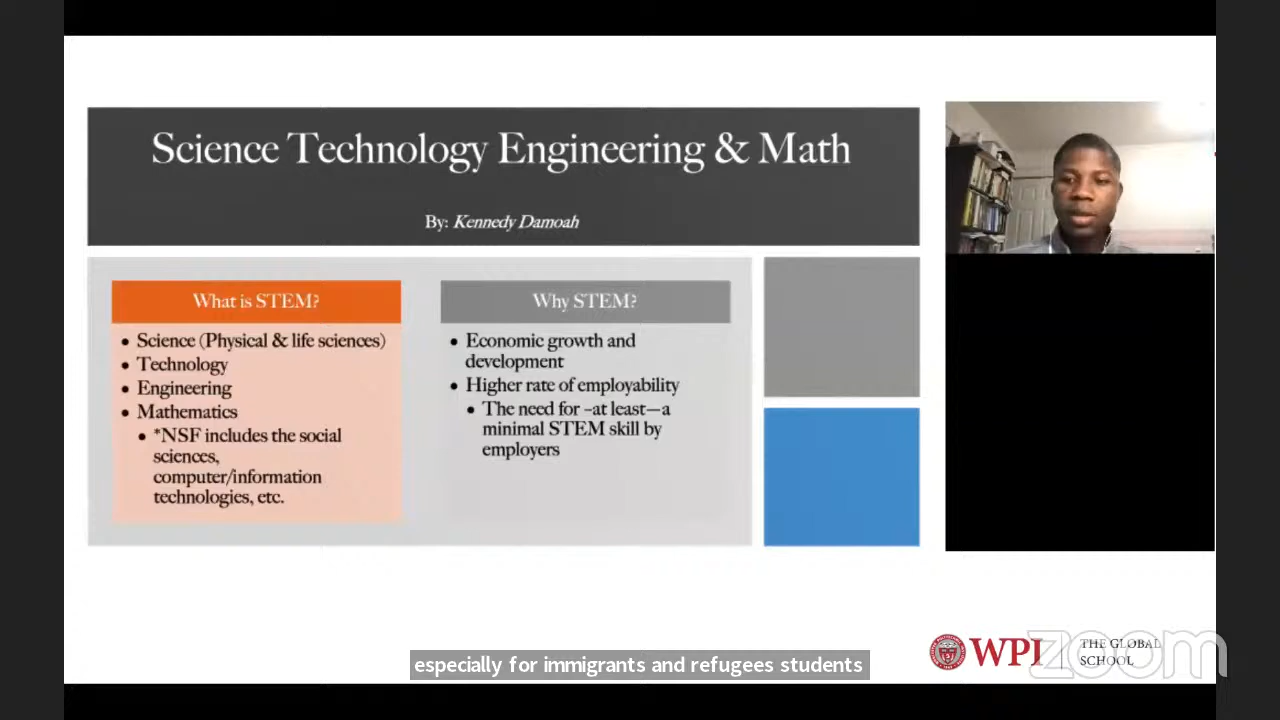 Science Technology Engineering & Math
By: Kennedy Damoah
What is STEM?
• Science (Physical & life sciences)
• Technology
• Engineering
• Mathematics
• *NSF includes the social
sciences,
computer/information
technologies, etc.
Why STEM?
• Economic growth and
development
• Higher rate of employability
• The need for –at least—a
minimal STEM skill by
employers
WPI
THE GLOBAL
SCHOOL
zoom
especially for immigrants and refugees students